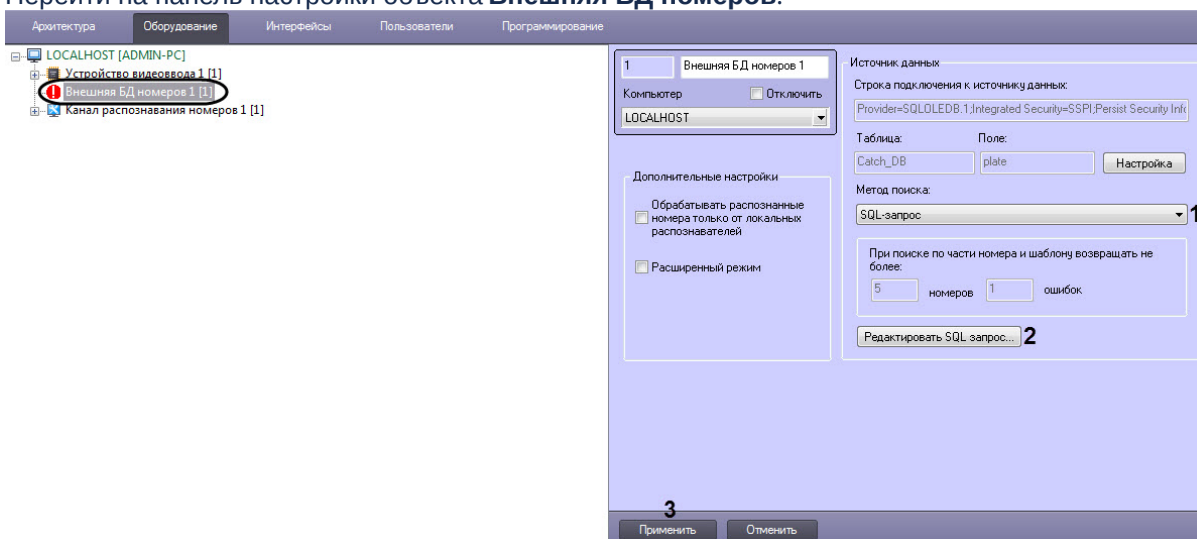 Перейти на панель настройки объекта Внешняя БД номеров.
Архитектура Оборудование Интерфейсы Пользователи Программирование
LOCALHOST [ADMIN-PC]
Устройство видеоввода 1 [1]
Внешняя БД номеров 1 [1]
Канал распознавания номеров 1 [1]
1 Внешняя БД номеров 1
Компьютер Отключить
LOCALHOST
Дополнительные настройки
Обрабатывать распознанные
номера только от локальных
распознавателей
Расширенный режим
Источник данных
Строка подключения к источнику данных:
Provider=SQLOLEDB.1;Integrated Security=SSPI;Persist Security Info
Таблица: Поле:
Catch_DB plate Настройка
Метод поиска:
SQL-запрос 1
При поиске по части номера и шаблону возвращать не
более:
5 номеров 1 ошибок
Редактировать SQL запрос... 2
3
Применить Отменить